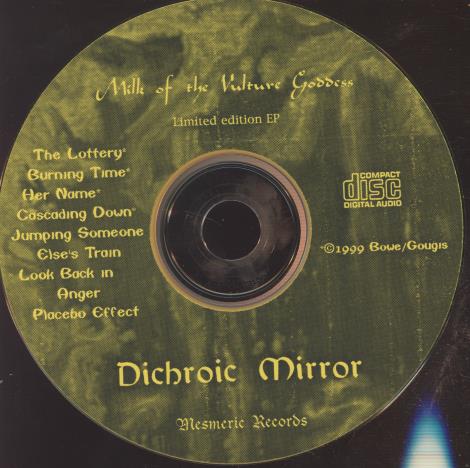 Milk of the Vulture Goddess
Limited edition EP
The Lottery*
Burning Time*
Her Name*
Cascading Down*
Jumping Someone
Else's Train
Look Back in
Anger
Placebo Effect
COMPACT
disc
DIGITAL AUDIO
*©1999 Bowe/Gougis
Dichroic Mirror
Mesmeric Records